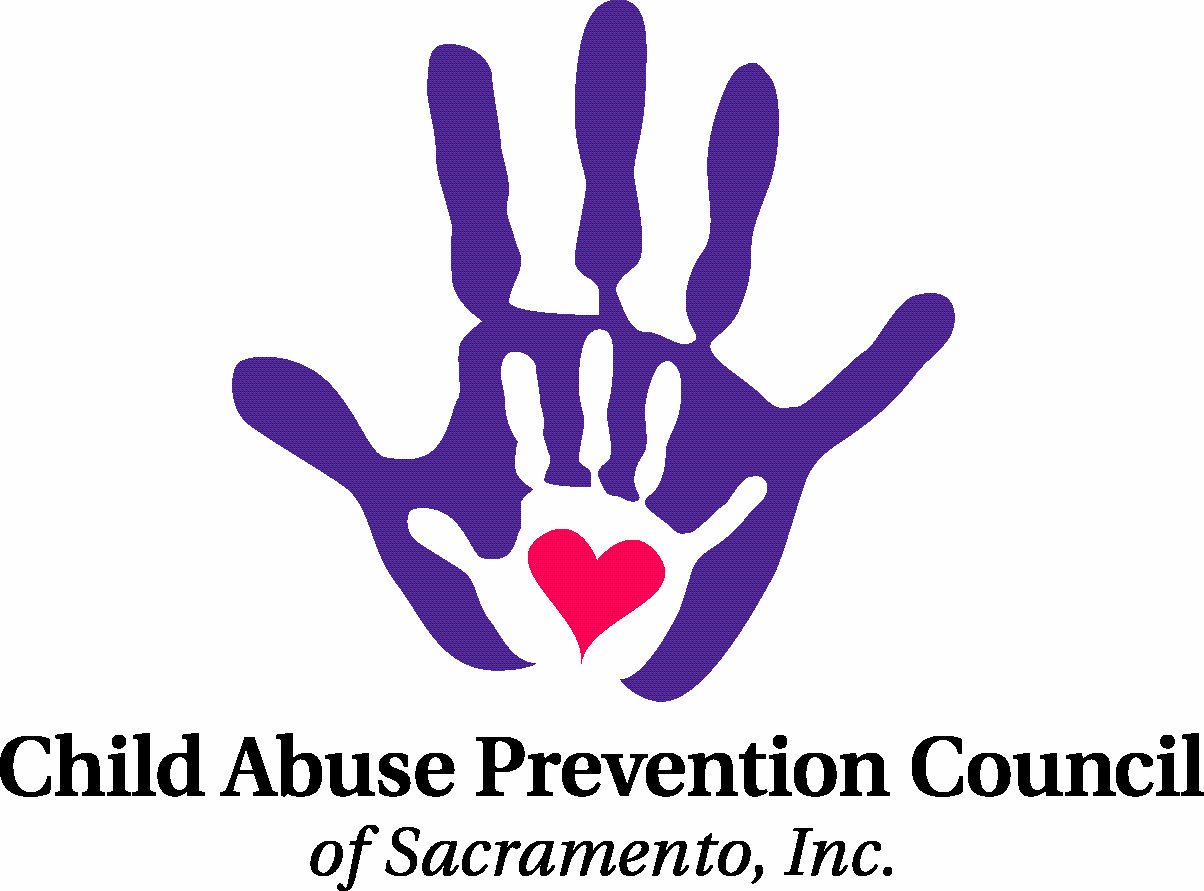 Child Abuse Prevention Council
of Sacramento, Inc.